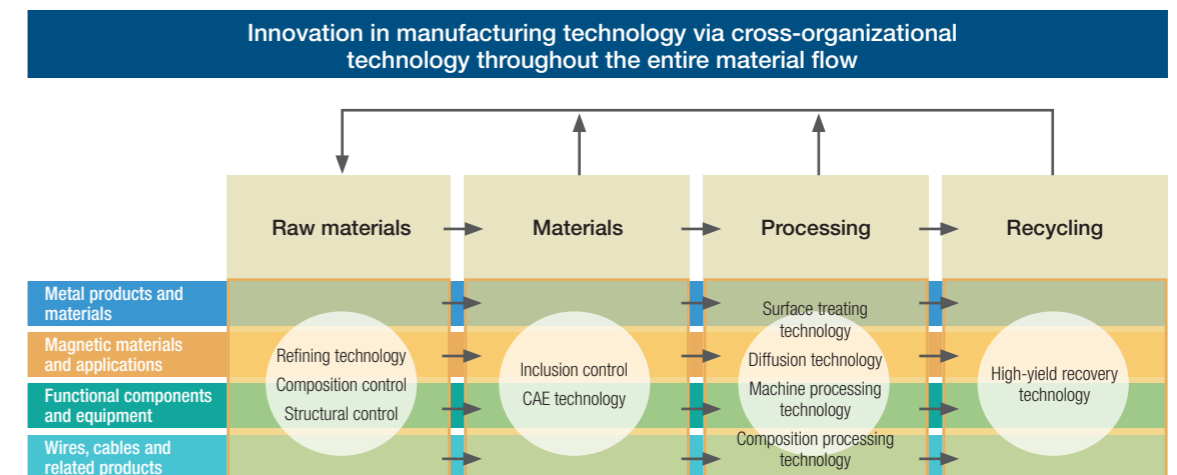 Innovation in manufacturing technology via cross-organizational
technology throughout the entire material flow
Raw materials
Materials
Processing
Recycling
Metal products and
materials
Magnetic materials
and applications
Functional components
and equipment
Wires, cables and
related products
Refining technology
Composition control
Structural control
Inclusion control
CAE technology
Surface treating
technology
Diffusion technology
Machine processing
technology
Composition processing
technology
High-yield recovery
technology